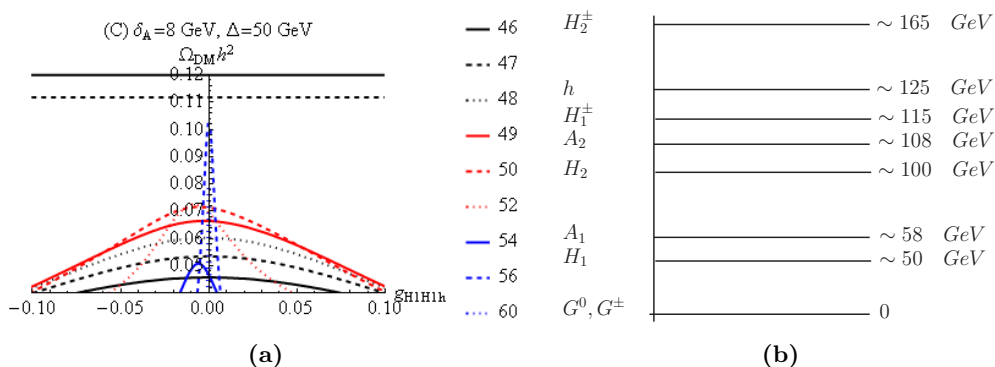 (C) δA=8 GeV, Δ=50 GeV
ΩDMh²
0.12
0.11
0.10
0.09
0.08
0.07
0.06
−0.10
−0.05
0.00
0.05
0.10
gH1H1h
46
47
48
49
50
52
54
56
60
(a)
H₂± ∼ 165 GeV
h ∼ 125 GeV
H₁± ∼ 115 GeV
A₂ ∼ 108 GeV
H₂ ∼ 100 GeV
A₁ ∼ 58 GeV
H₁ ∼ 50 GeV
G⁰, G± 0
(b)